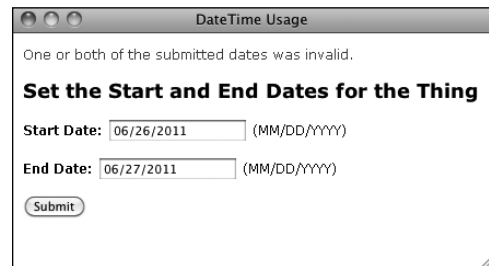 DateTime Usage
One or both of the submitted dates was invalid.
Set the Start and End Dates for the Thing
Start Date: 06/26/2011 (MM/DD/YYYY)
End Date: 06/27/2011 (MM/DD/YYYY)
Submit